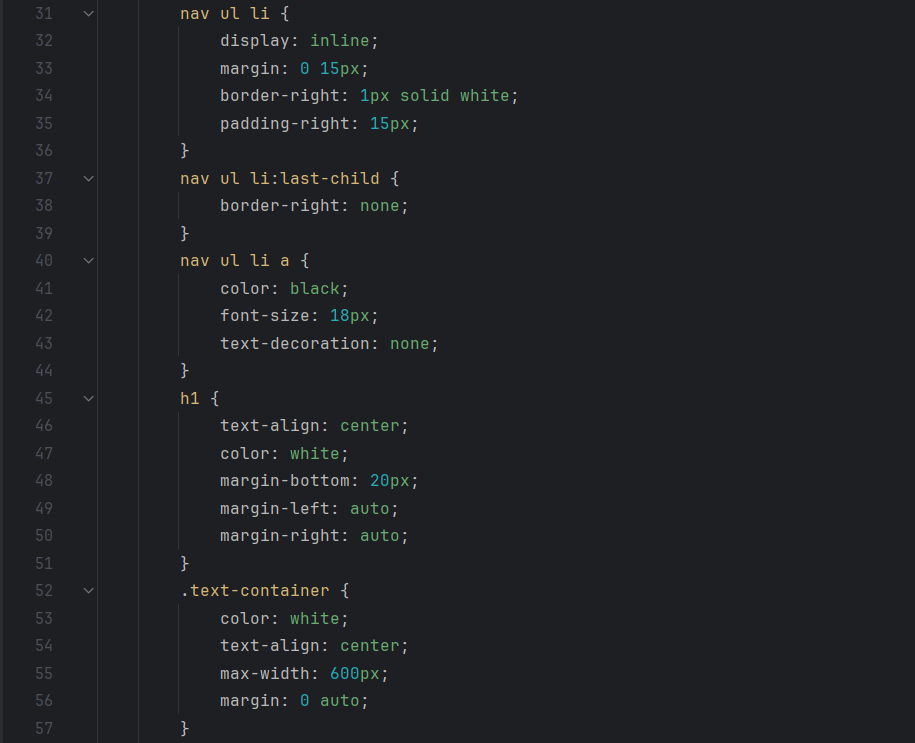 31 nav ul li {
32 display: inline;
33 margin: 0 15px;
34 border-right: 1px solid white;
35 padding-right: 15px;
36 }
37 nav ul li:last-child {
38 border-right: none;
39 }
40 nav ul li a {
41 color: black;
42 font-size: 18px;
43 text-decoration: none;
44 }
45 h1 {
46 text-align: center;
47 color: white;
48 margin-bottom: 20px;
49 margin-left: auto;
50 margin-right: auto;
51 }
52 .text-container {
53 color: white;
54 text-align: center;
55 max-width: 600px;
56 margin: 0 auto;
57 }